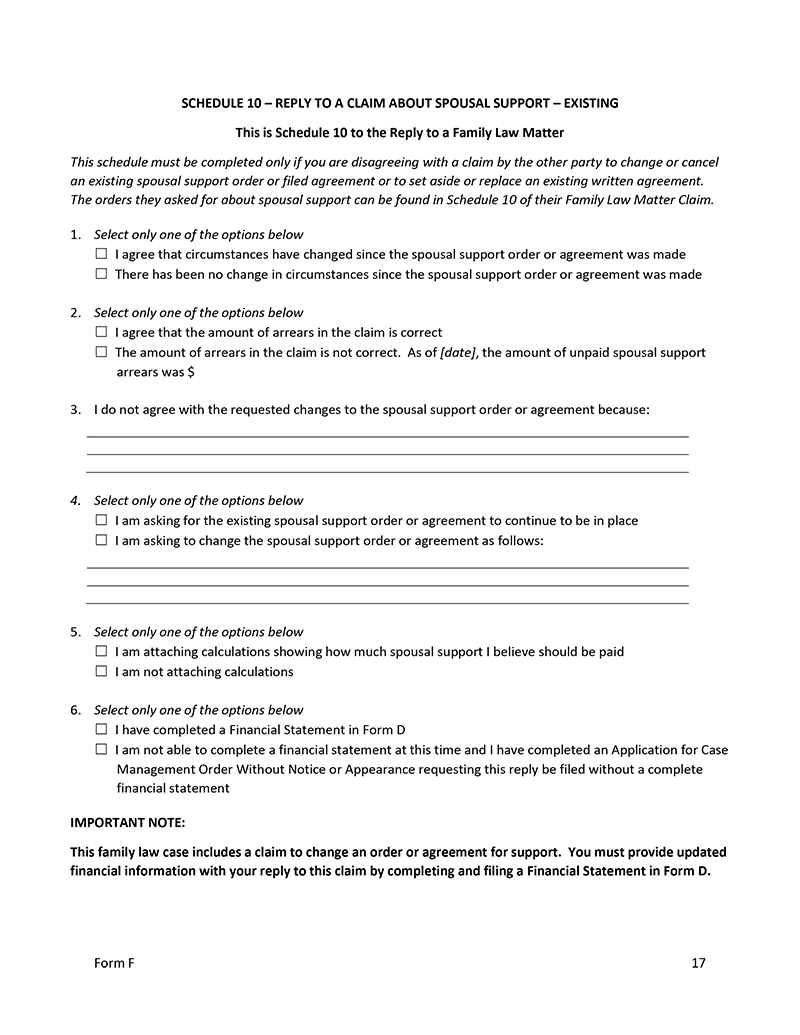 SCHEDULE 10 – REPLY TO A CLAIM ABOUT SPOUSAL SUPPORT – EXISTING
This is Schedule 10 to the Reply to a Family Law Matter
This schedule must be completed only if you are disagreeing with a claim by the other party to change or cancel
an existing spousal support order or filed agreement or to set aside or replace an existing written agreement.
The orders they asked for about spousal support can be found in Schedule 10 of their Family Law Matter Claim.
1. Select only one of the options below
☐ I agree that circumstances have changed since the spousal support order or agreement was made
☐ There has been no change in circumstances since the spousal support order or agreement was made
2. Select only one of the options below
☐ I agree that the amount of arrears in the claim is correct
☐ The amount of arrears in the claim is not correct. As of [date], the amount of unpaid spousal support
arrears was $
3. I do not agree with the requested changes to the spousal support order or agreement because:
4. Select only one of the options below
☐ I am asking for the existing spousal support order or agreement to continue to be in place
☐ I am asking to change the spousal support order or agreement as follows:
5. Select only one of the options below
☐ I am attaching calculations showing how much spousal support I believe should be paid
☐ I am not attaching calculations
6. Select only one of the options below
☐ I have completed a Financial Statement in Form D
☐ I am not able to complete a financial statement at this time and I have completed an Application for Case
Management Order Without Notice or Appearance requesting this reply be filed without a complete
financial statement
IMPORTANT NOTE:
This family law case includes a claim to change an order or agreement for support. You must provide updated
financial information with your reply to this claim by completing and filing a Financial Statement in Form D.
Form F 17